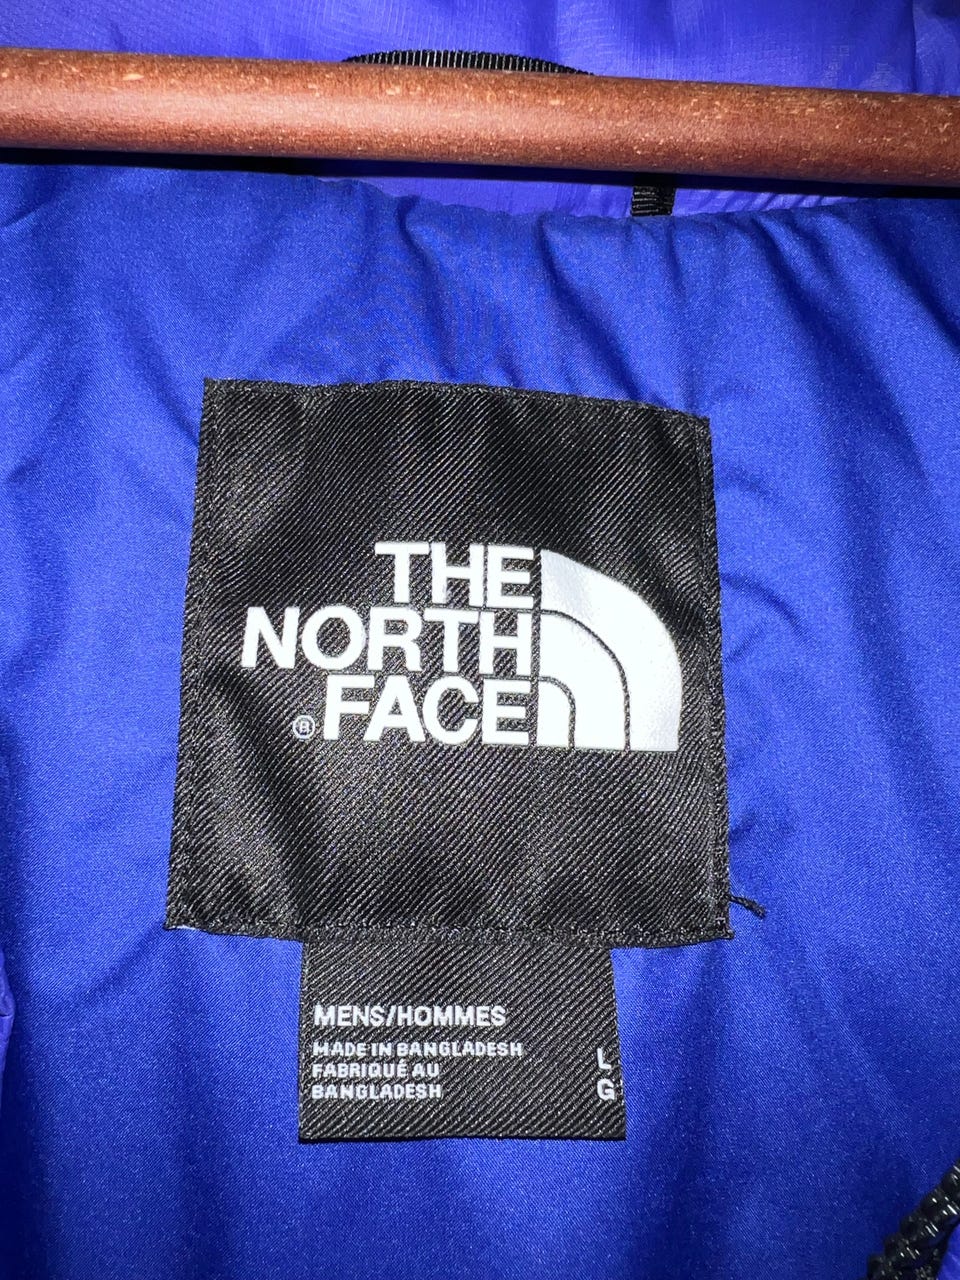 THE
NORTH
FACE
®
MENS/HOMMES
MADE IN BANGLADESH
FABRIQUÉ AU
BANGLADESH
L
G